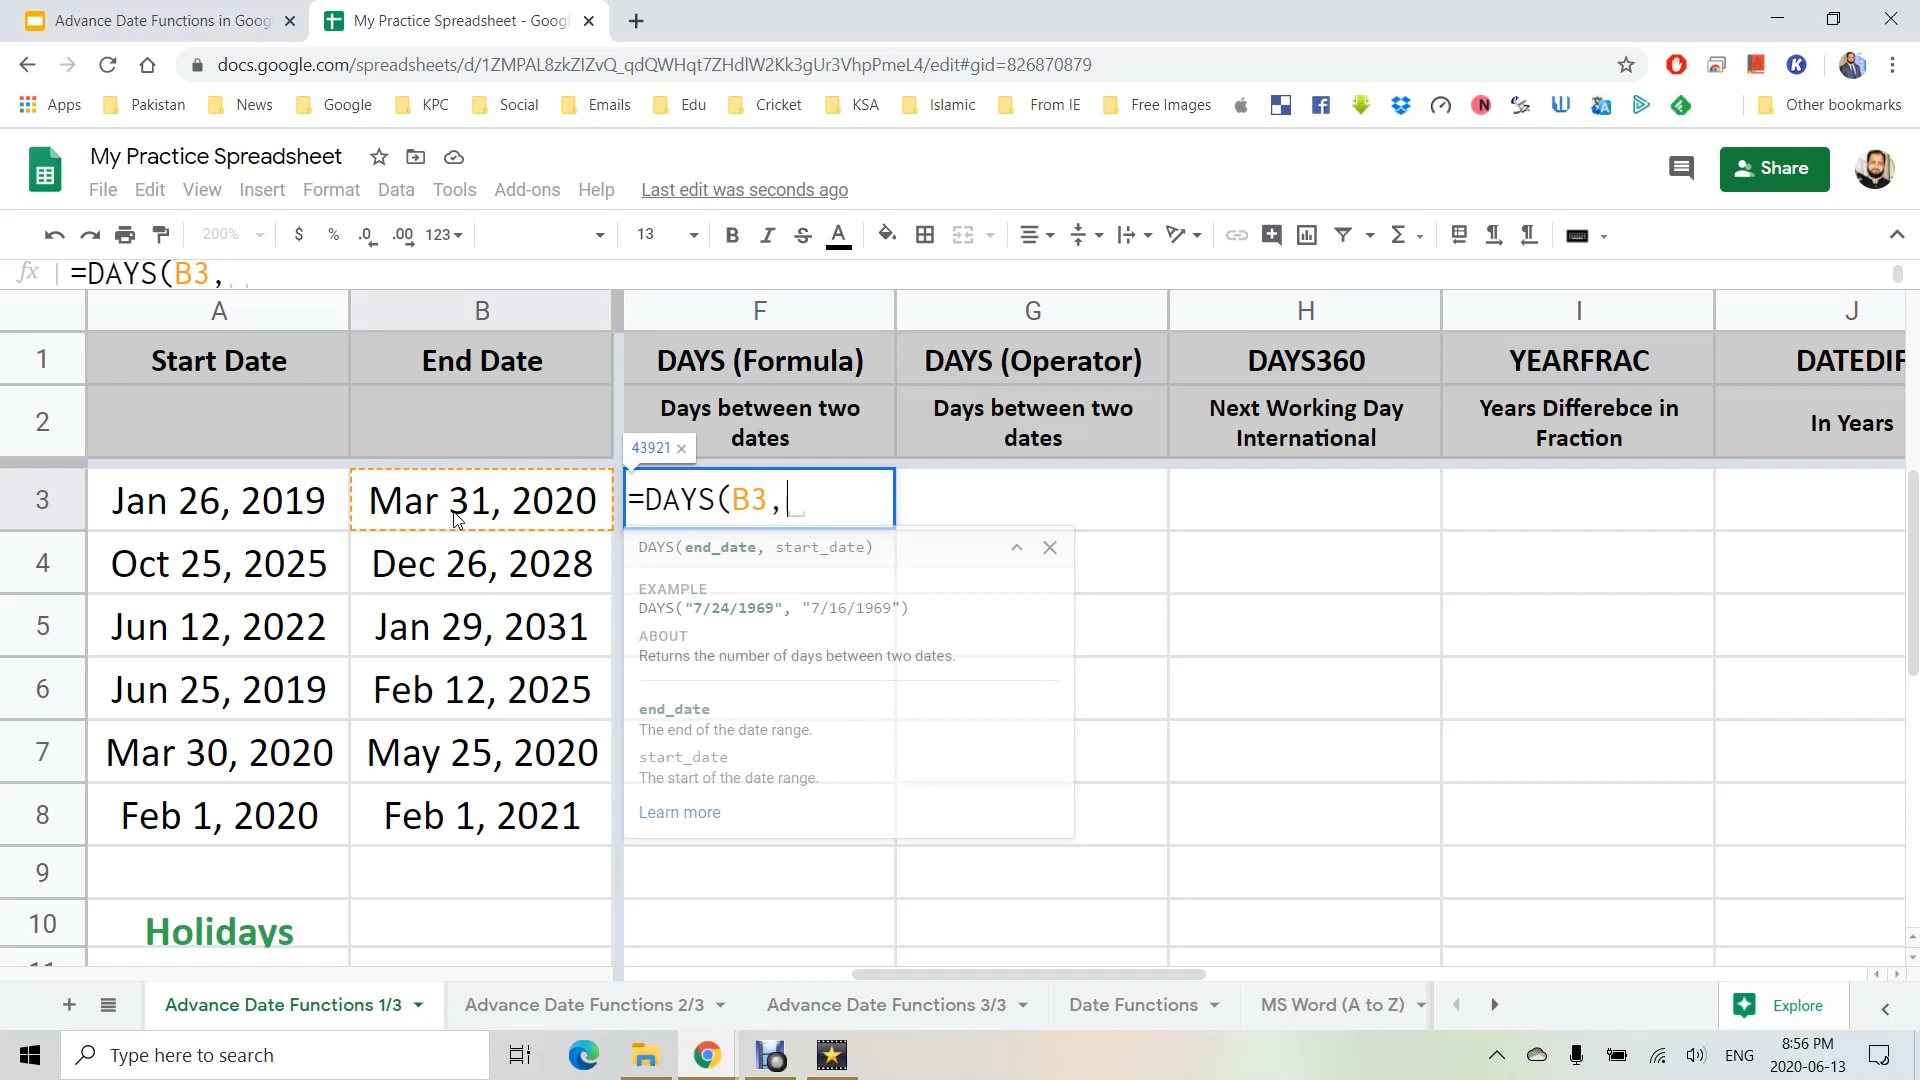 Advance Date Functions in Goog
My Practice Spreadsheet - Googl
docs.google.com/spreadsheets/d/1ZMPAL8zkZIZvQ_qdQWHqt7ZHdlW2Kk3gUr3VhpPmeL4/edit#gid=826870879
Apps Pakistan News Google KPC Social Emails Edu Cricket KSA Islamic From IE Free Images Other bookmarks
My Practice Spreadsheet
File Edit View Insert Format Data Tools Add-ons Help Last edit was seconds ago
Share
200% $ % .0 .00 123 13 B I S A
fx =DAYS(B3,
A B F G H I J
1 Start Date End Date DAYS (Formula) DAYS (Operator) DAYS360 YEARFRAC DATEDIF
2 Days between two dates Days between two dates Next Working Day International Years Differebce in Fraction In Years
43921
3 Jan 26, 2019 Mar 31, 2020 =DAYS(B3,
4 Oct 25, 2025 Dec 26, 2028
5 Jun 12, 2022 Jan 29, 2031
6 Jun 25, 2019 Feb 12, 2025
7 Mar 30, 2020 May 25, 2020
8 Feb 1, 2020 Feb 1, 2021
9
10 Holidays
DAYS(end_date, start_date)
EXAMPLE
DAYS("7/24/1969", "7/16/1969")
ABOUT
Returns the number of days between two dates.
end_date
The end of the date range.
start_date
The start of the date range.
Learn more
Advance Date Functions 1/3 Advance Date Functions 2/3 Advance Date Functions 3/3 Date Functions MS Word (A to Z) Explore
Type here to search
ENG
8:56 PM
2020-06-13